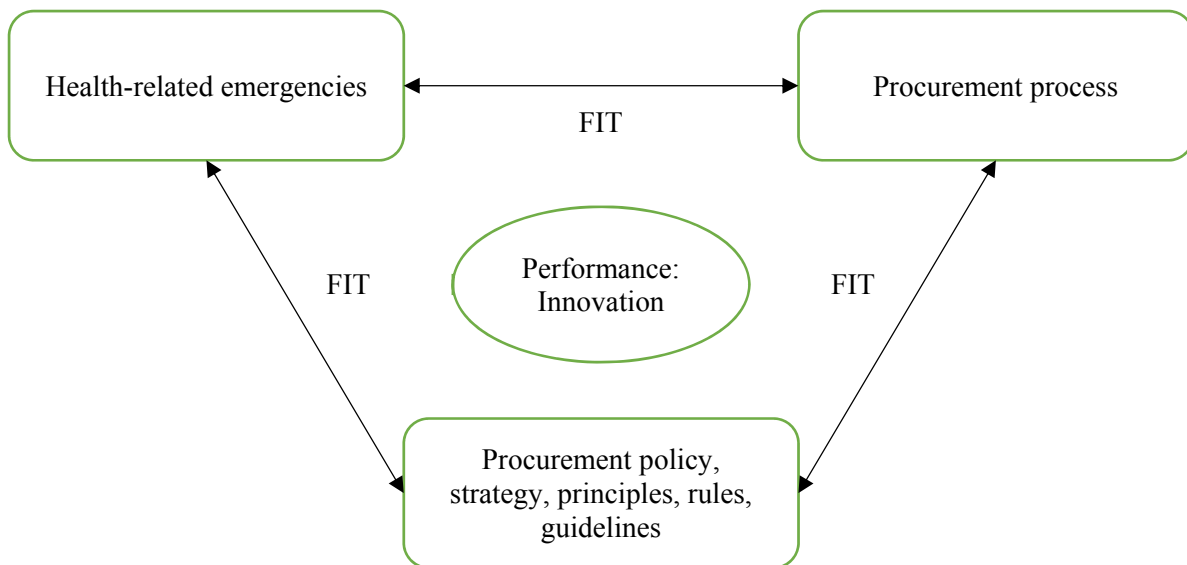 Health-related emergencies
Procurement process
FIT
FIT
Performance:
Innovation
FIT
Procurement policy,
strategy, principles, rules,
guidelines